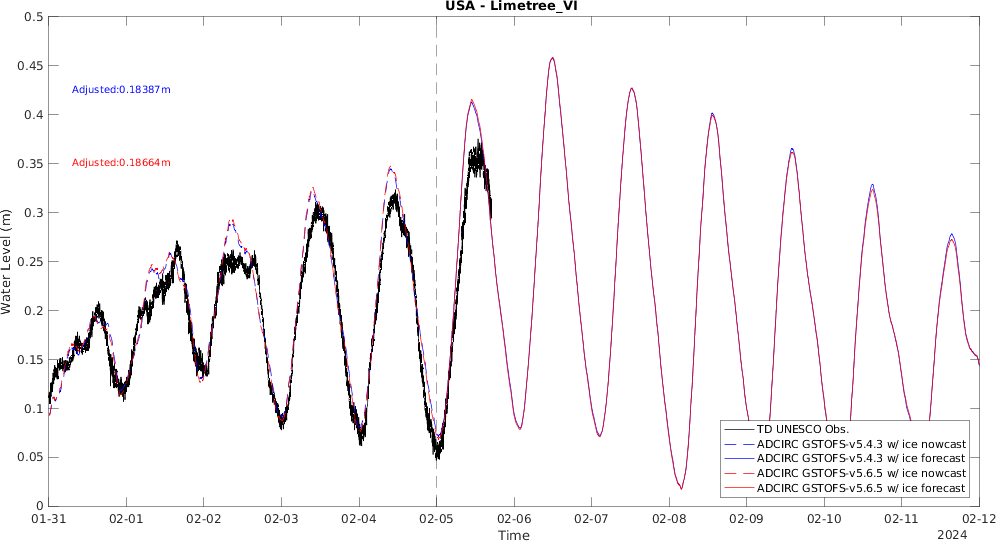 USA - Limetree_VI
0.5
0.45
0.4
0.35
0.3
0.25
0.2
0.15
0.1
0.05
0
Water Level (m)
Adjusted:0.18387m
Adjusted:0.18664m
TD UNESCO Obs.
ADCIRC GSTOFS-v5.4.3 w/ ice nowcast
ADCIRC GSTOFS-v5.4.3 w/ ice forecast
ADCIRC GSTOFS-v5.6.5 w/ ice nowcast
ADCIRC GSTOFS-v5.6.5 w/ ice forecast
01-31 02-01 02-02 02-03 02-04 02-05 02-06 02-07 02-08 02-09 02-10 02-11 02-12
Time
2024